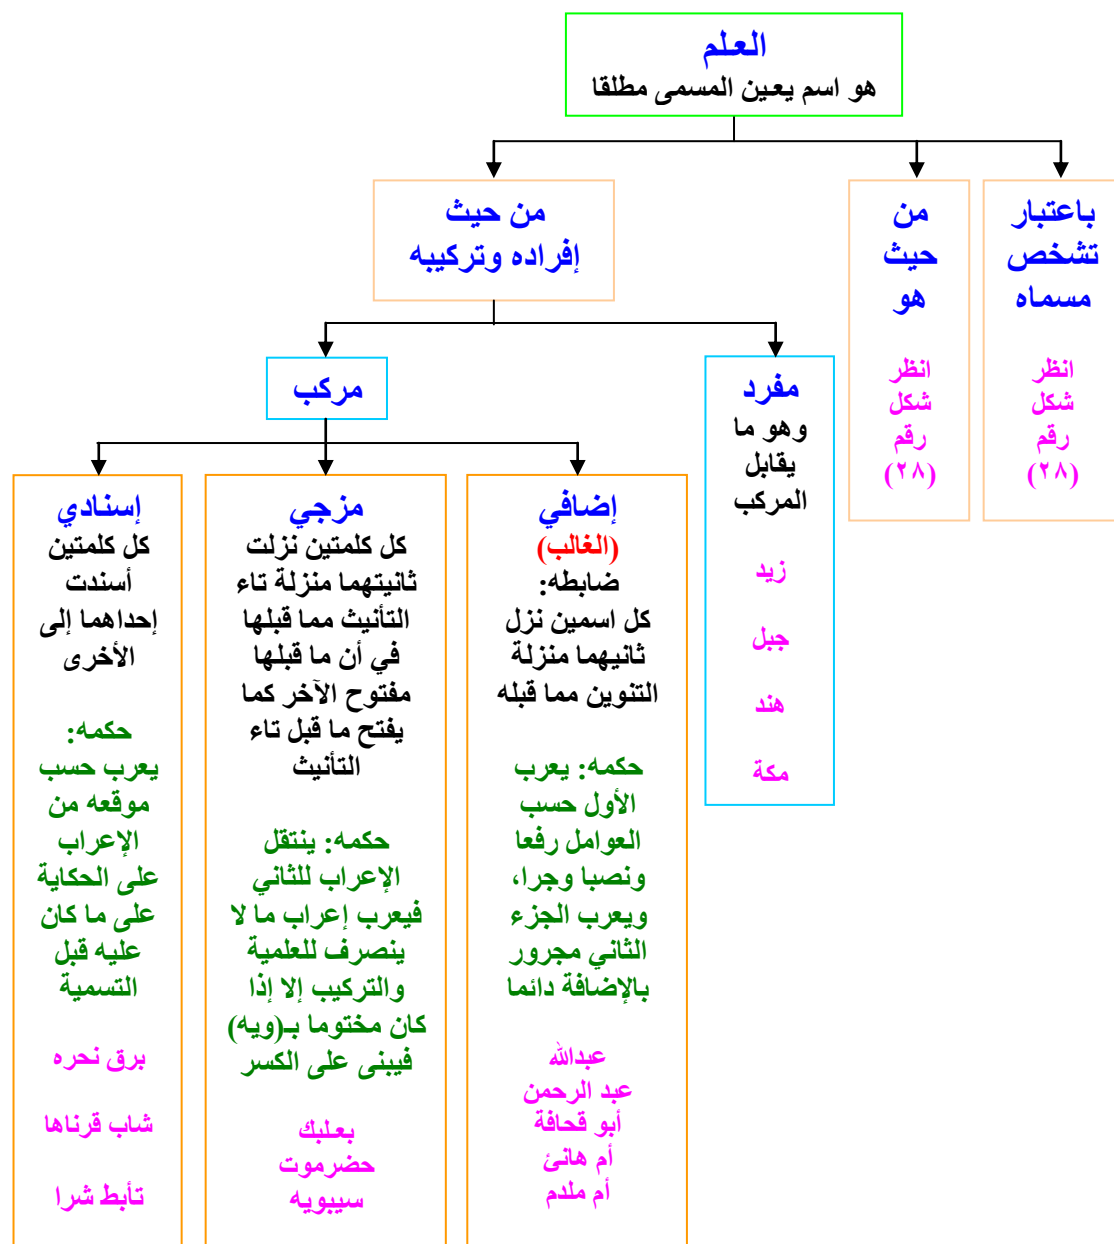 العلم
هو اسم يعين المسمى مطلقا
باعتبار
تشخص
مسماه
انظر
شكل
رقم
(٢٨)
من
حيث
هو
انظر
شكل
رقم
(٢٨)
من حيث
إفراده وتركيبه
مفرد
وهو ما
يقابل
المركب
زيد
جبل
هند
مكة
مركب
إضافي
(الغالب)
ضابطه:
كل اسمين نزل
ثانيهما منزلة
التنوين مما قبله
حكمه: يعرب
الأول حسب
العوامل رفعا
ونصبا وجرا،
ويعرب الجزء
الثاني مجرور
بالإضافة دائما
عبدالله
عبد الرحمن
أبو قحافة
أم هانئ
أم ملدم
مزجي
كل كلمتين نزلت
ثانيتهما منزلة تاء
التأنيث مما قبلها
في أن ما قبلها
مفتوح الآخر كما
يفتح ما قبل تاء
التأنيث
حكمه: ينتقل
الإعراب للثاني
فيعرب إعراب ما لا
ينصرف للعلمية
والتركيب إلا إذا
كان مختوما بـ(ويه)
فيبنى على الكسر
بعلبك
حضرموت
سيبويه
إسنادي
كل كلمتين
أسندت
إحداهما إلى
الأخرى
حكمه:
يعرب حسب
موقعه من
الإعراب
على الحكاية
على ما كان
عليه قبل
التسمية
برق نحره
شاب قرناها
تأبط شرا